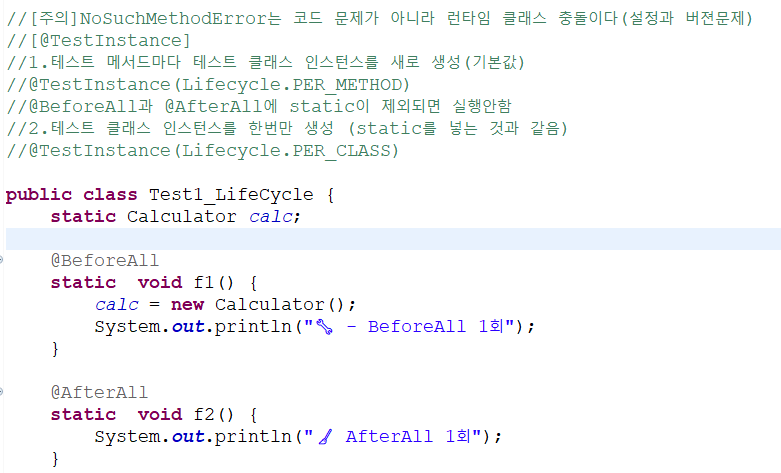 //[주의]NoSuchMethodError는 코드 문제가 아니라 런타임 클래스 충돌이다(설정과 버젼문제)
//[@TestInstance]
//1.테스트 메서드마다 테스트 클래스 인스턴스를 새로 생성(기본값)
//@TestInstance(Lifecycle.PER_METHOD)
//@BeforeAll과 @AfterAll에 static이 제외되면 실행안함
//2.테스트 클래스 인스턴스를 한번만 생성 (static를 넣는 것과 같음)
//@TestInstance(Lifecycle.PER_CLASS)
public class Test1_LifeCycle {
static Calculator calc;
@BeforeAll
static  void f1() {
calc = new Calculator();
System.out.println("🔧 - BeforeAll 1회");
}
@AfterAll
static  void f2() {
System.out.println("🧹 AfterAll 1회");
}